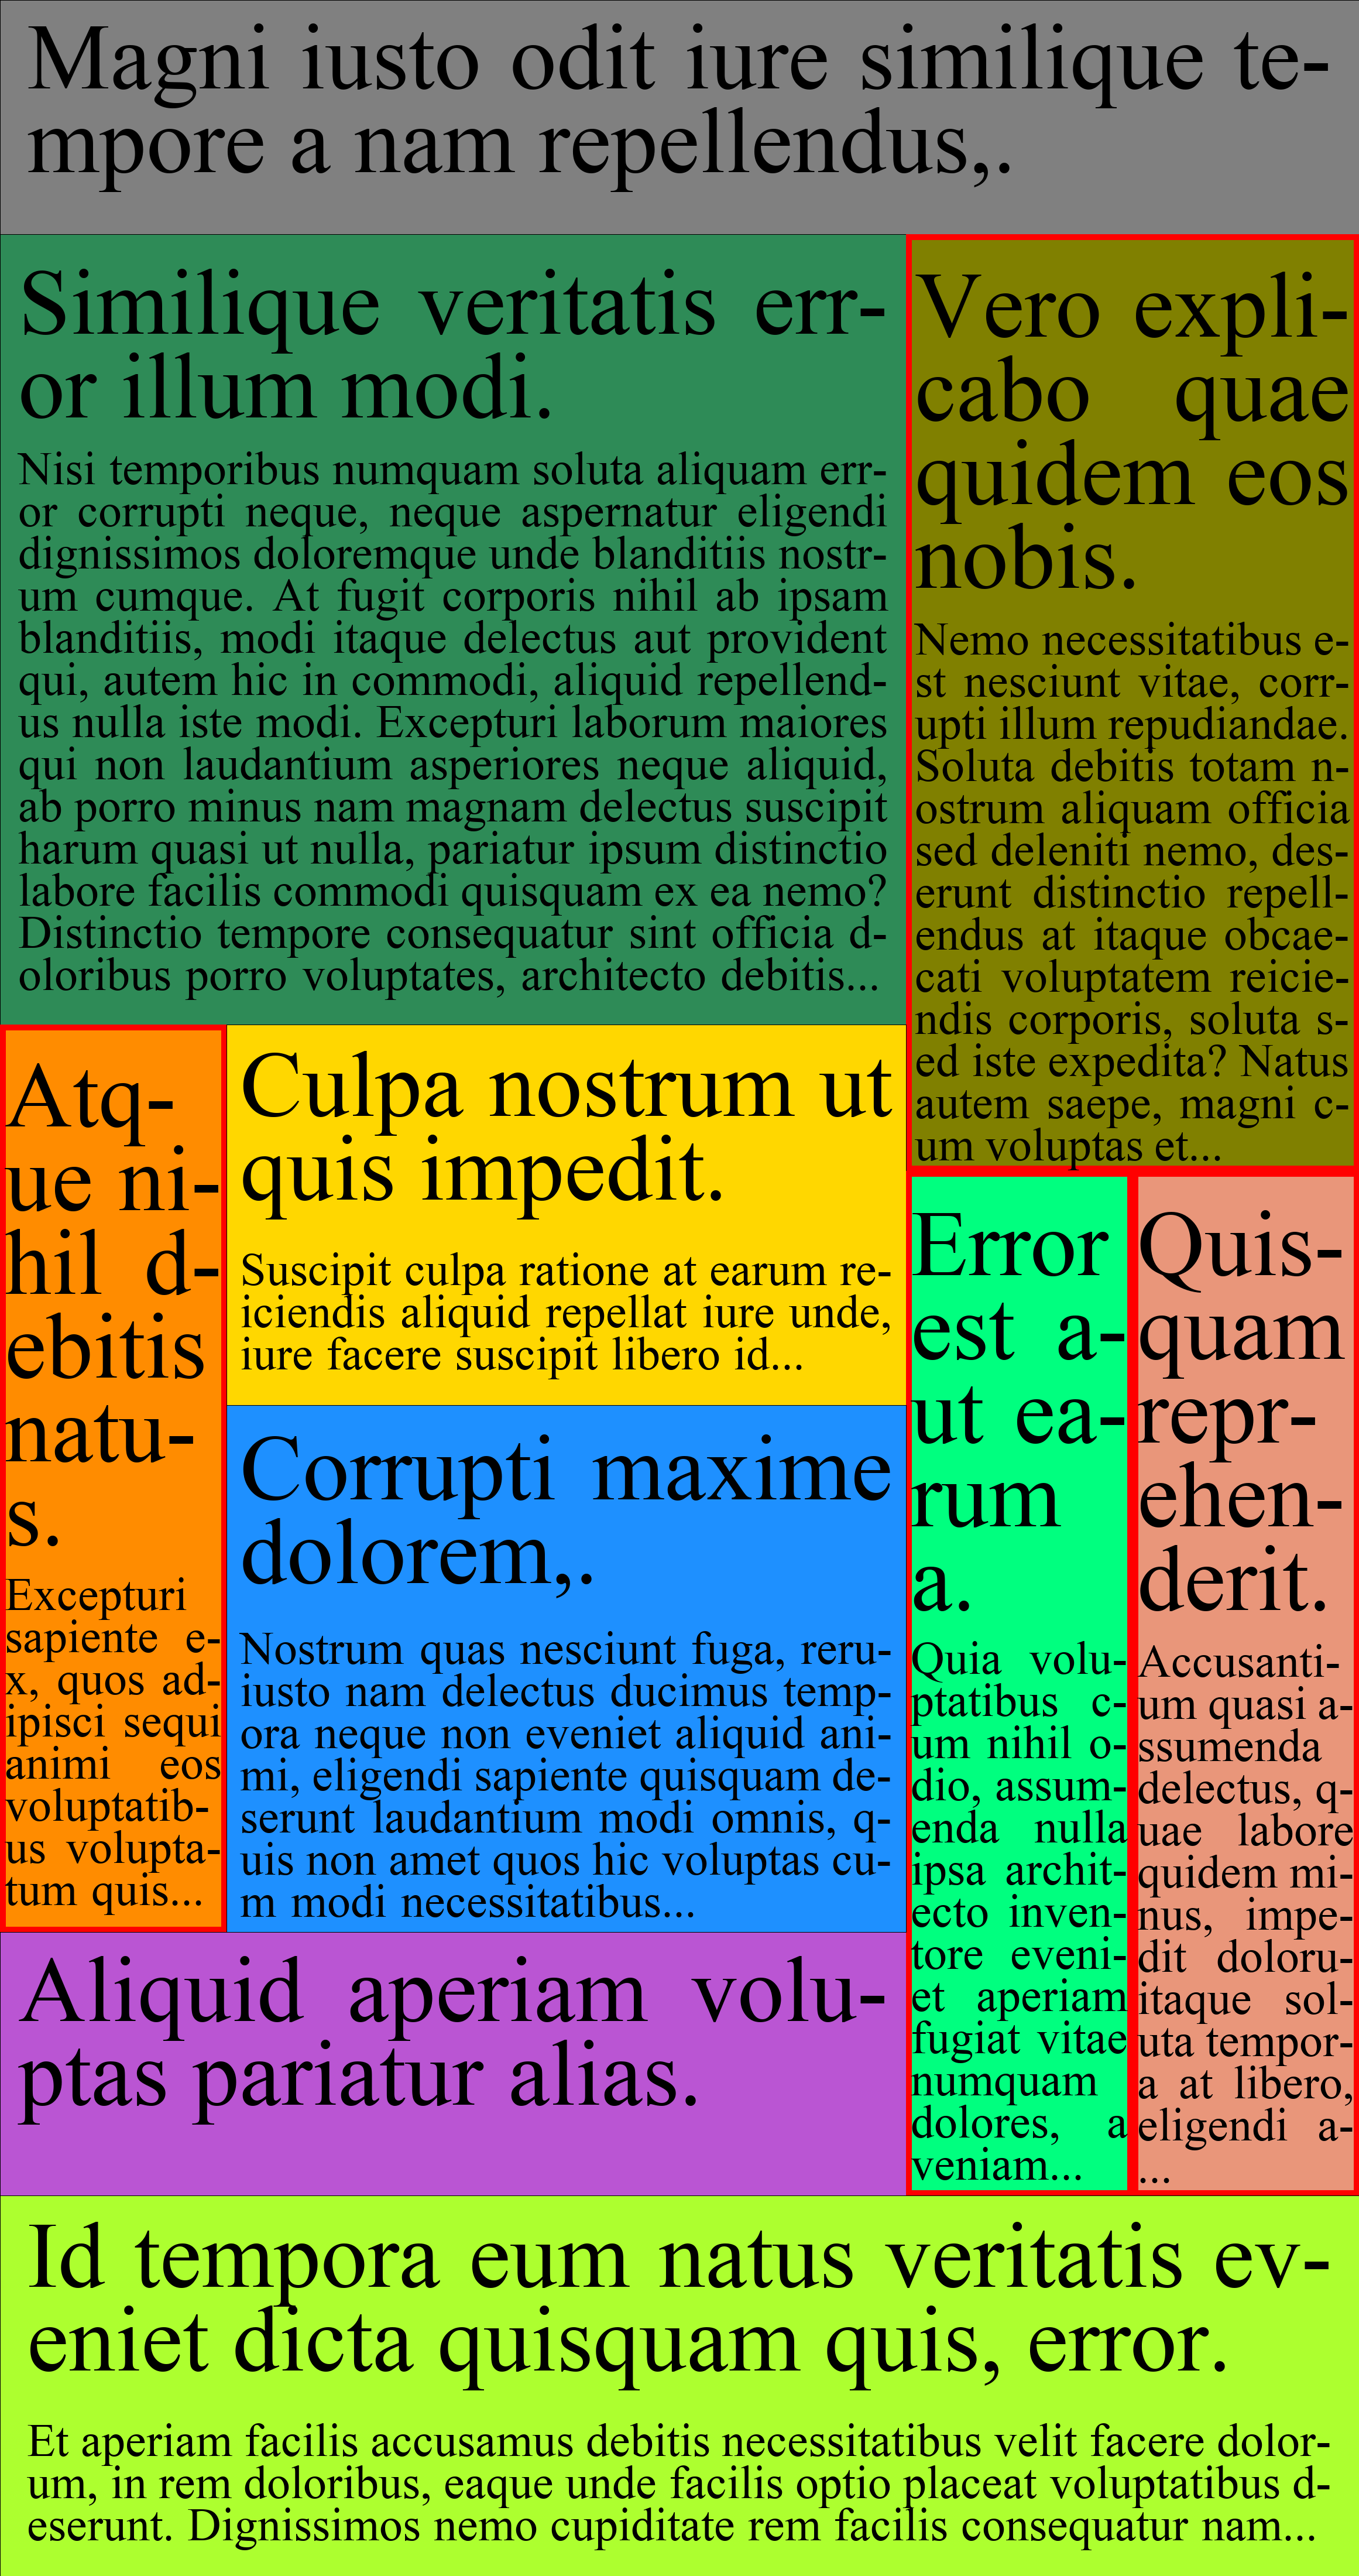 Magni iusto odit iure similique te-
mpore a nam repellendus,.
Similique veritatis err-
or illum modi.
Nisi temporibus numquam soluta aliquam err-
or corrupti neque, neque aspernatur eligendi
dignissimos doloremque unde blanditiis nostr-
um cumque. At fugit corporis nihil ab ipsam
blanditiis, modi itaque delectus aut provident
qui, autem hic in commodi, aliquid repellend-
us nulla iste modi. Excepturi laborum maiores
qui non laudantium asperiores neque aliquid,
ab porro minus nam magnam delectus suscipit
harum quasi ut nulla, pariatur ipsum distinctio
labore facilis commodi quisquam ex ea nemo?
Distinctio tempore consequatur sint officia d-
oloribus porro voluptates, architecto debitis...
Vero expli-
cabo quae
quidem eos
nobis.
Nemo necessitatibus e-
st nesciunt vitae, corr-
upti illum repudiandae.
Soluta debitis totam n-
ostrum aliquam officia
sed deleniti nemo, des-
erunt distinctio repell-
endus at itaque obcae-
cati voluptatem reicie-
ndis corporis, soluta s-
ed iste expedita? Natus
autem saepe, magni c-
um voluptas et...
Atq-
ue ni-
hil d-
ebitis
natu-
s.
Excepturi
sapiente e-
x, quos ad-
ipisci sequi
animi eos
voluptatib-
us volupta-
tum quis...
Culpa nostrum ut
quis impedit.
Suscipit culpa ratione at earum re-
iciendis aliquid repellat iure unde,
iure facere suscipit libero id...
Corrupti maxime
dolorem,.
Nostrum quas nesciunt fuga, reru-
iusto nam delectus ducimus temp-
ora neque non eveniet aliquid ani-
mi, eligendi sapiente quisquam de-
serunt laudantium modi omnis, q-
uis non amet quos hic voluptas cu-
m modi necessitatibus...
Error
est a-
ut ea-
rum
a.
Quia volu-
ptatibus c-
um nihil o-
dio, assum-
enda nulla
ipsa archit-
ecto inven-
tore eveni-
et aperiam
fugiat vitae
numquam
dolores, a
veniam...
Quis-
quam
repr-
ehen-
derit.
Accusanti-
um quasi a-
ssumenda
delectus, q-
uae labore
quidem mi-
nus, impe-
dit doloru-
itaque sol-
uta tempor-
a at libero,
eligendi a-
...
Aliquid aperiam volu-
ptas pariatur alias.
Id tempora eum natus veritatis ev-
eniet dicta quisquam quis, error.
Et aperiam facilis accusamus debitis necessitatibus velit facere dolor-
um, in rem doloribus, eaque unde facilis optio placeat voluptatibus d-
eserunt. Dignissimos nemo cupiditate rem facilis consequatur nam...